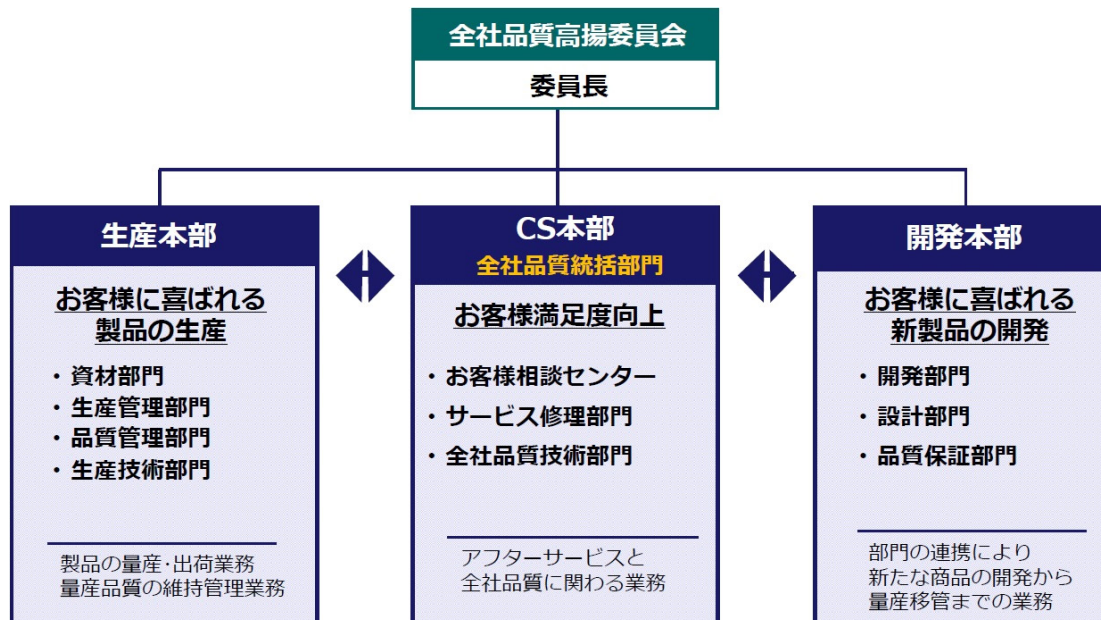 全社品質高揚委員会
委員長
生産本部
お客様に喜ばれる
製品の生産
・資材部門
・生産管理部門
・品質管理部門
・生産技術部門
製品の量産・出荷業務
量産品質の維持管理業務
CS本部
全社品質統括部門
お客様満足度向上
・お客様相談センター
・サービス修理部門
・全社品質技術部門
アフターサービスと
全社品質に関わる業務
開発本部
お客様に喜ばれる
新製品の開発
・開発部門
・設計部門
・品質保証部門
部門の連携により
新たな商品の開発から
量産移管までの業務